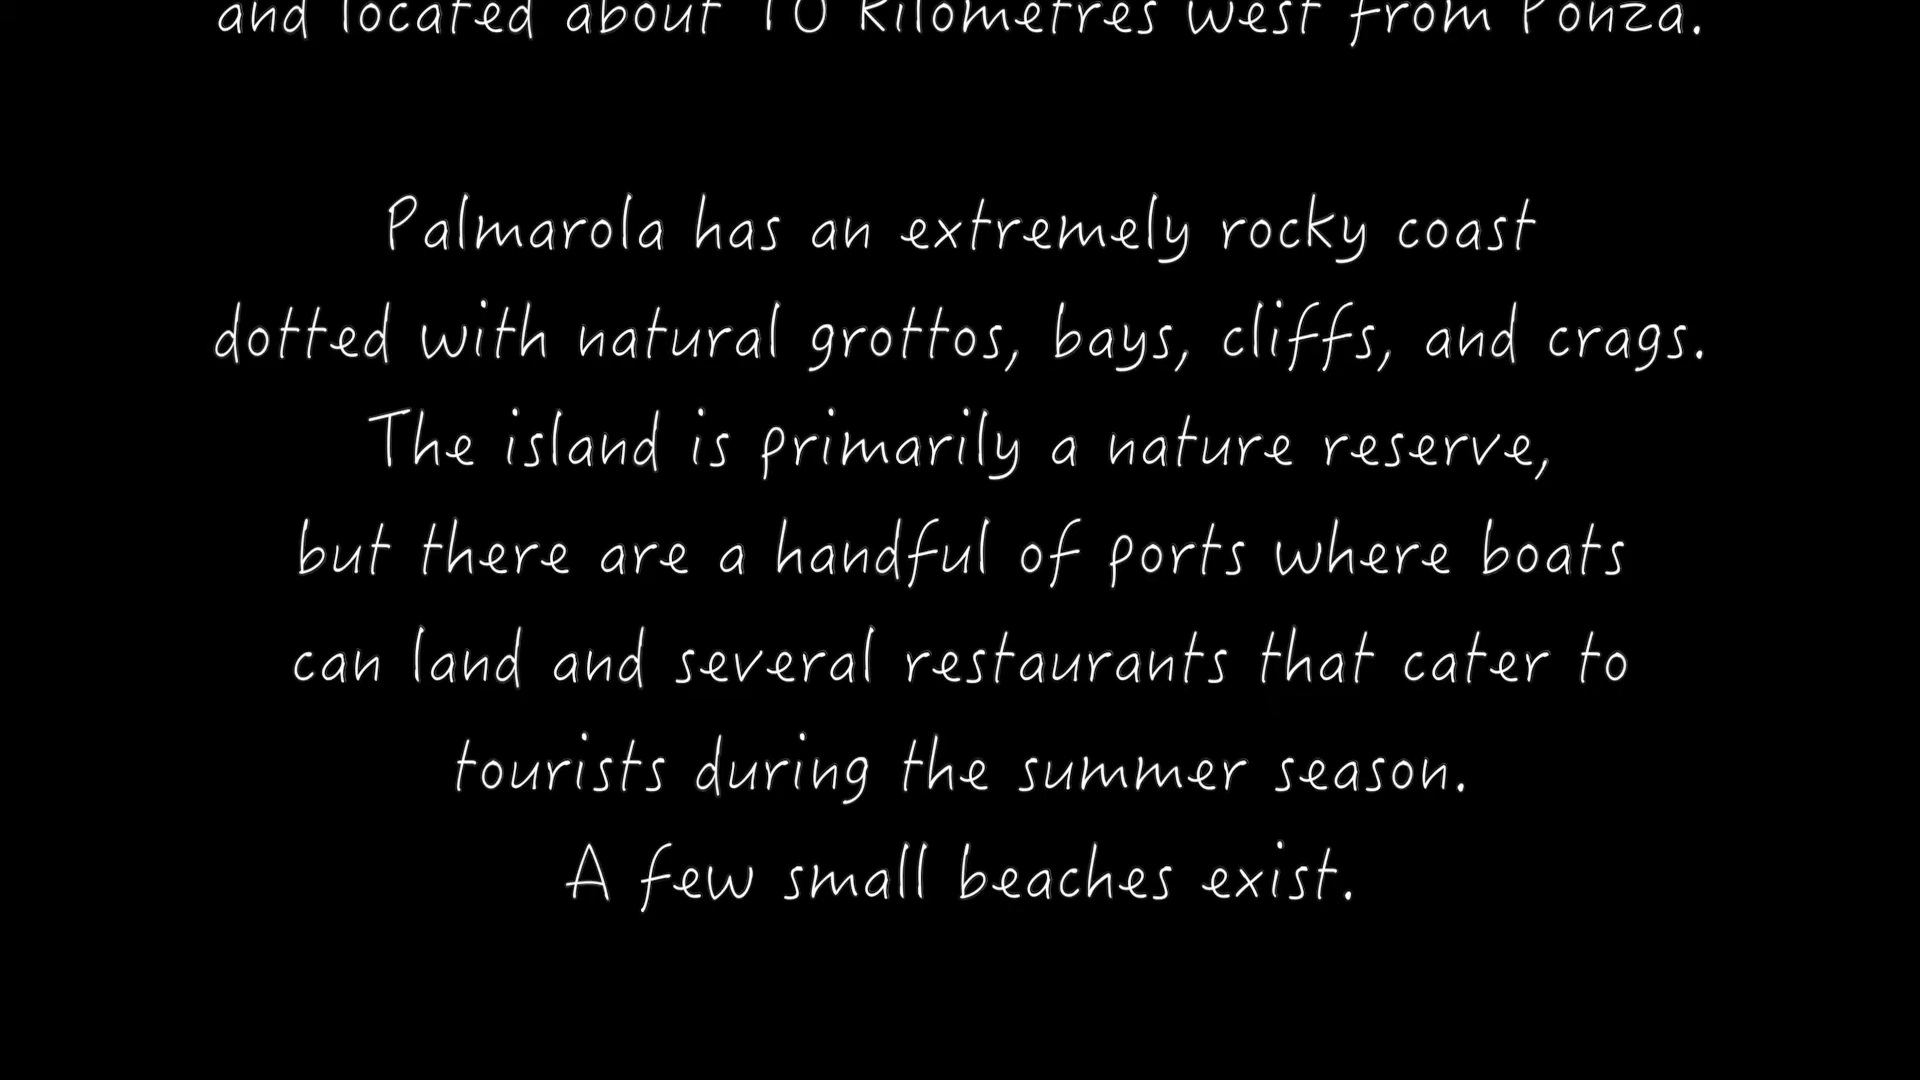 and located about 10 kilometres west from Ponza.
Palmarola has an extremely rocky coast
dotted with natural grottos, bays, cliffs, and crags.
The island is primarily a nature reserve,
but there are a handful of ports where boats
can land and several restaurants that cater to
tourists during the summer season.
A few small beaches exist.